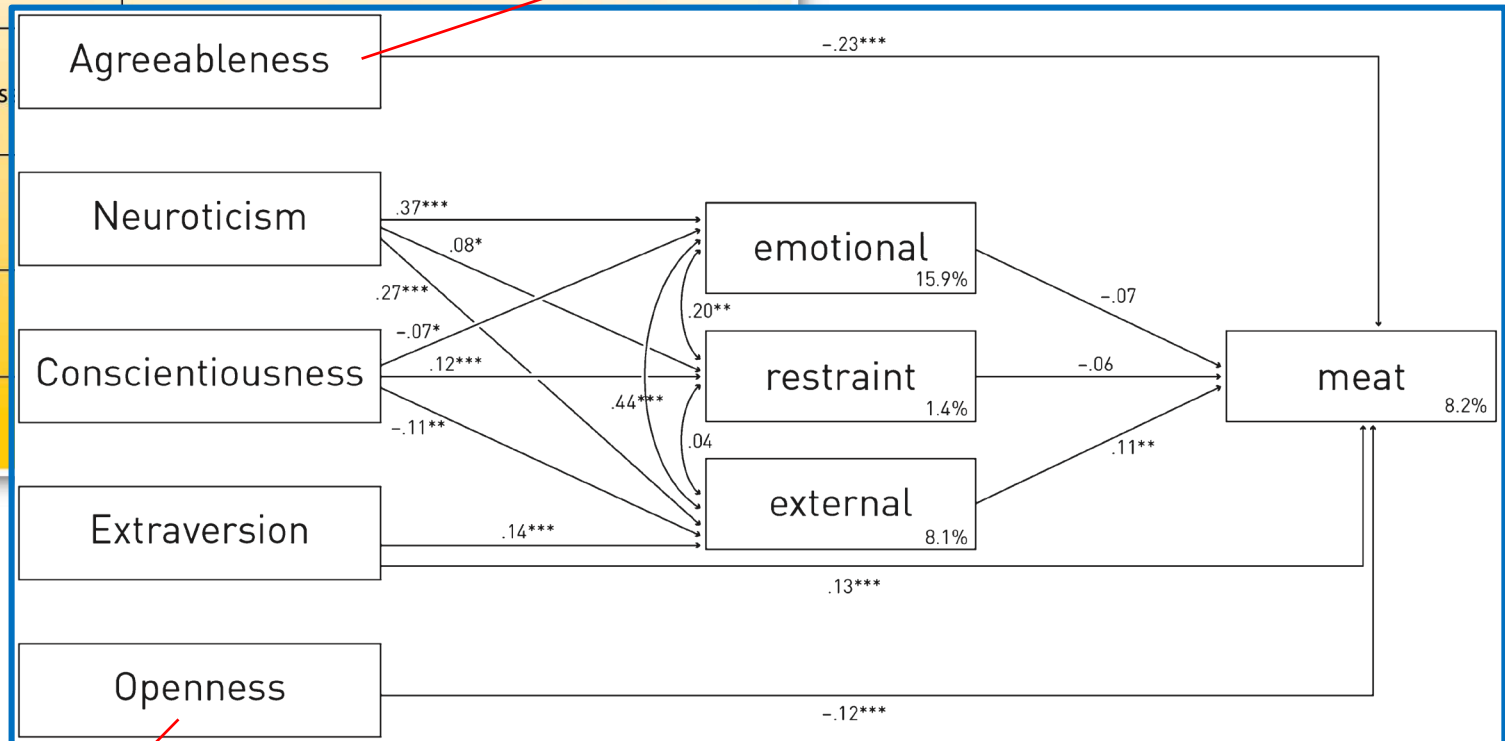 Agreeableness
–.23***
s
Neuroticism
.37***
.08*
.27***
emotional
15.9%
–.07
.20**
–.07*
Conscientiousness
.12***
–.11**
.44***
restraint
1.4%
–.06
meat
8.2%
.04
.11**
external
8.1%
Extraversion
.14***
.13***
Openness
–.12***